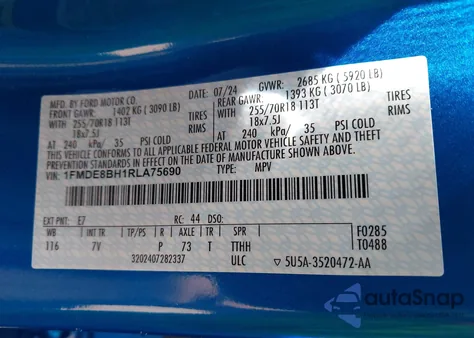 MFD. BY FORD MOTOR CO. DATE: 07/24 GVWR: 2685 KG ( 5920 LB)
FRONT GAWR: 1402 KG ( 3090 LB) REAR GAWR: 1393 KG ( 3070 LB)
WITH 255/70R18 113T TIRES WITH 255/70R18 113T TIRES
18x7.5J RIMS 18x7.5J RIMS
AT 240 kPa/ 35 PSI COLD AT 240 kPa/ 35 PSI COLD
THIS VEHICLE CONFORMS TO ALL APPLICABLE FEDERAL MOTOR VEHICLE SAFETY AND THEFT
PREVENTION STANDARDS IN EFFECT ON THE DATE OF MANUFACTURE SHOWN ABOVE.
VIN: 1FMDE8BH1RLA75690 TYPE: MPV
EXT PNT: E7 RC: 44 DSO: F0285
WB INT TR TP/PS R AXLE TR SPR T0488
116 7V P 73 T TTHH
3202407282337 ULC ▽5U5A-3520472-AA
autoSnap